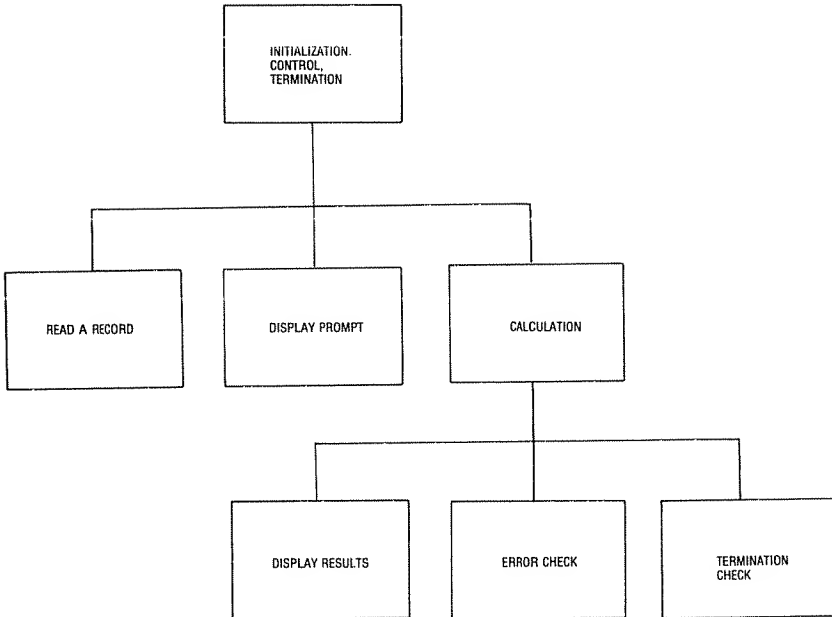 INITIALIZATION.
CONTROL,
TERMINATION
READ A RECORD
DISPLAY PROMPT
CALCULATION
DISPLAY RESULTS
ERROR CHECK
TERMINATION
CHECK